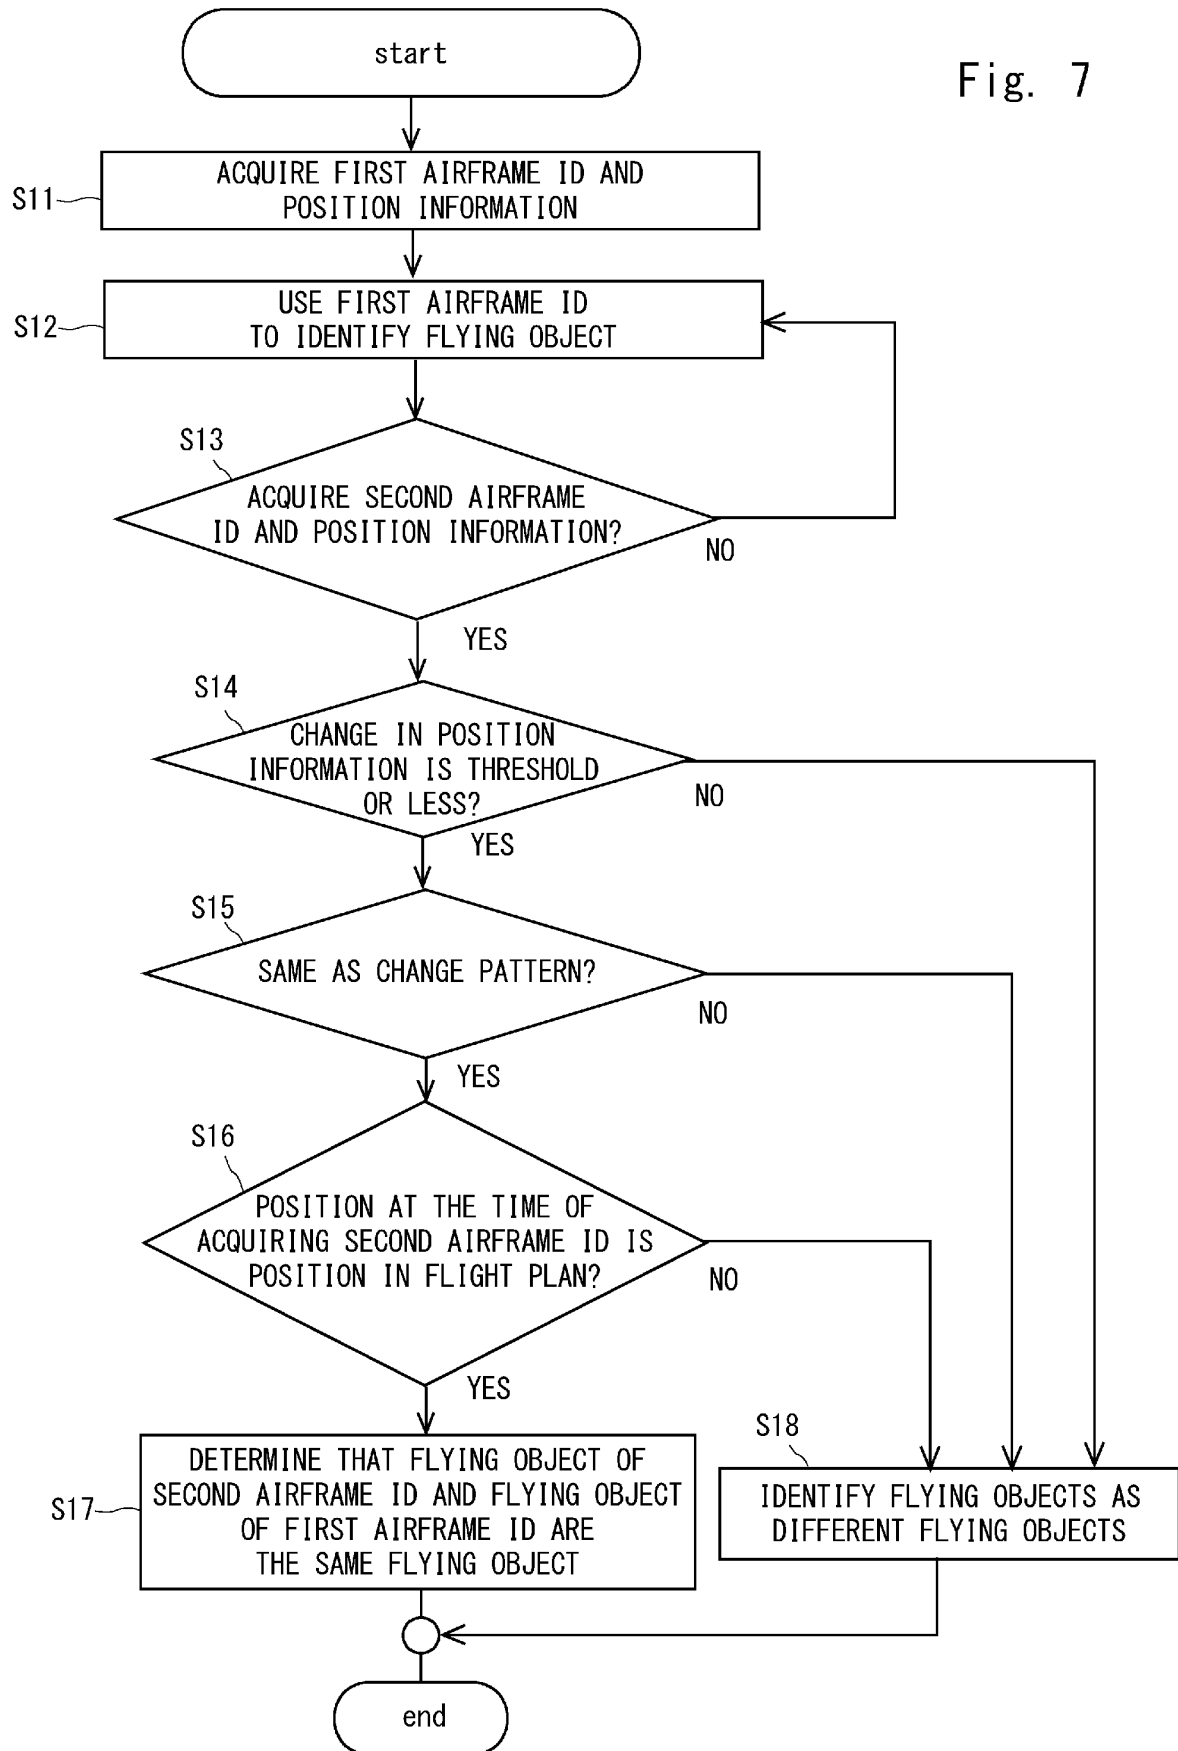 start
Fig. 7
S11
ACQUIRE FIRST AIRFRAME ID AND
POSITION INFORMATION
S12
USE FIRST AIRFRAME ID
TO IDENTIFY FLYING OBJECT
S13
ACQUIRE SECOND AIRFRAME
ID AND POSITION INFORMATION?
NO
YES
S14
CHANGE IN POSITION
INFORMATION IS THRESHOLD
OR LESS?
NO
YES
S15
SAME AS CHANGE PATTERN?
NO
YES
S16
POSITION AT THE TIME OF
ACQUIRING SECOND AIRFRAME ID IS
POSITION IN FLIGHT PLAN?
NO
YES
S17
DETERMINE THAT FLYING OBJECT OF
SECOND AIRFRAME ID AND FLYING OBJECT
OF FIRST AIRFRAME ID ARE
THE SAME FLYING OBJECT
S18
IDENTIFY FLYING OBJECTS AS
DIFFERENT FLYING OBJECTS
end